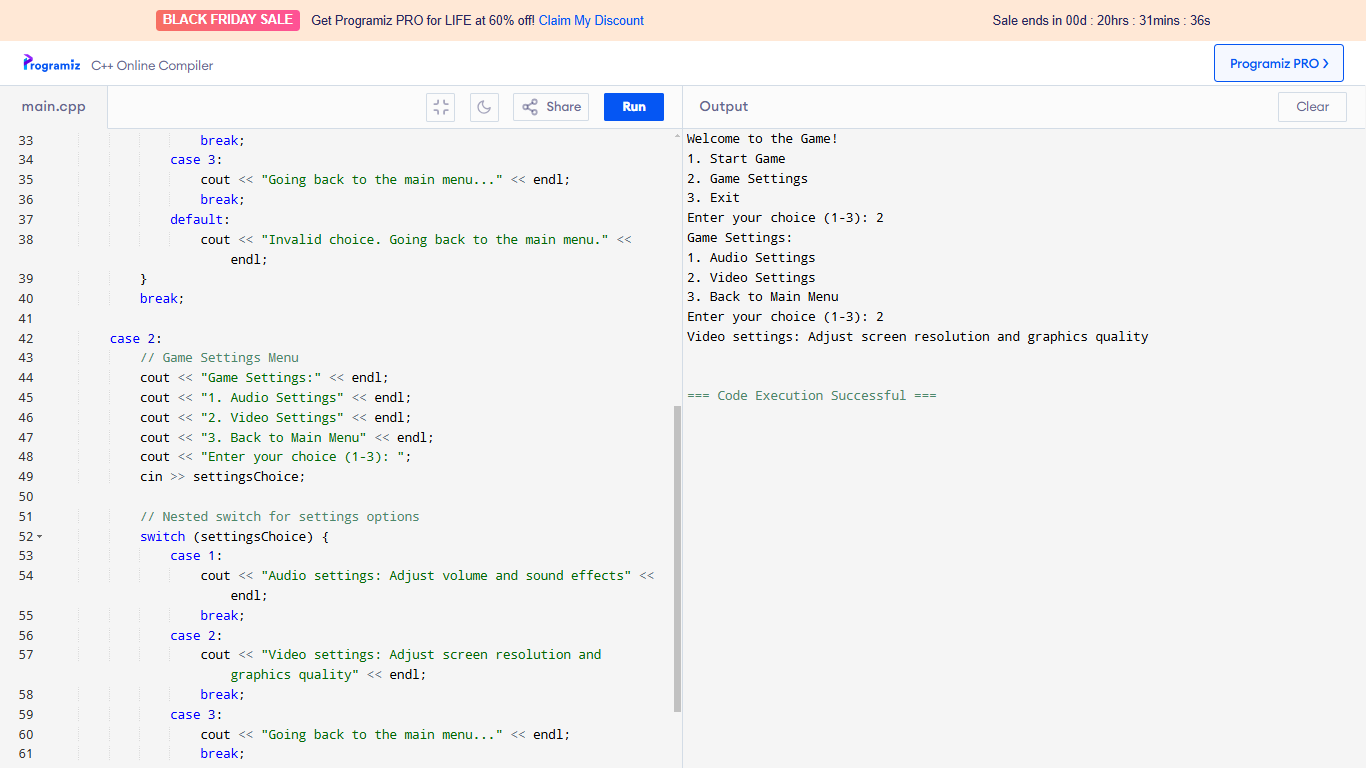 BLACK FRIDAY SALE Get Programiz PRO for LIFE at 60% off! Claim My Discount Sale ends in 00d : 20hrs : 31mins : 36s
Programiz C++ Online Compiler Programiz PRO >
main.cpp Share Run Output Clear
33 break;
34 case 3:
35 cout << "Going back to the main menu..." << endl;
36 break;
37 default:
38 cout << "Invalid choice. Going back to the main menu." <<
endl;
39 }
40 break;
41
42 case 2:
43 // Game Settings Menu
44 cout << "Game Settings:" << endl;
45 cout << "1. Audio Settings" << endl;
46 cout << "2. Video Settings" << endl;
47 cout << "3. Back to Main Menu" << endl;
48 cout << "Enter your choice (1-3): ";
49 cin >> settingsChoice;
50
51 // Nested switch for settings options
52 switch (settingsChoice) {
53 case 1:
54 cout << "Audio settings: Adjust volume and sound effects" <<
endl;
55 break;
56 case 2:
57 cout << "Video settings: Adjust screen resolution and
graphics quality" << endl;
58 break;
59 case 3:
60 cout << "Going back to the main menu..." << endl;
61 break;
Welcome to the Game!
1. Start Game
2. Game Settings
3. Exit
Enter your choice (1-3): 2
Game Settings:
1. Audio Settings
2. Video Settings
3. Back to Main Menu
Enter your choice (1-3): 2
Video settings: Adjust screen resolution and graphics quality
=== Code Execution Successful ===